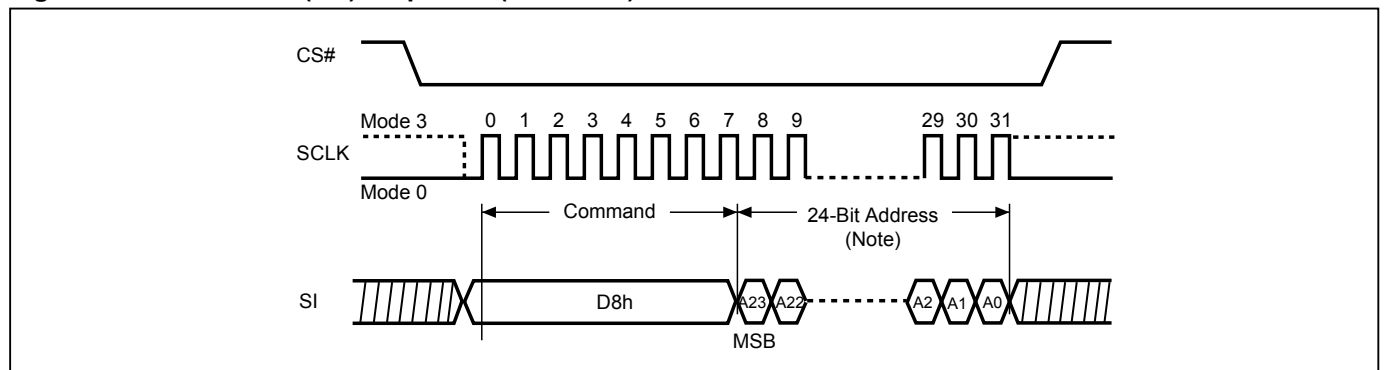 CS#
Mode 3
0 1 2 3 4 5 6 7 8 9 29 30 31
SCLK
Mode 0
Command
24-Bit Address
(Note)
SI
D8h
A23 A22 A2 A1 A0
MSB